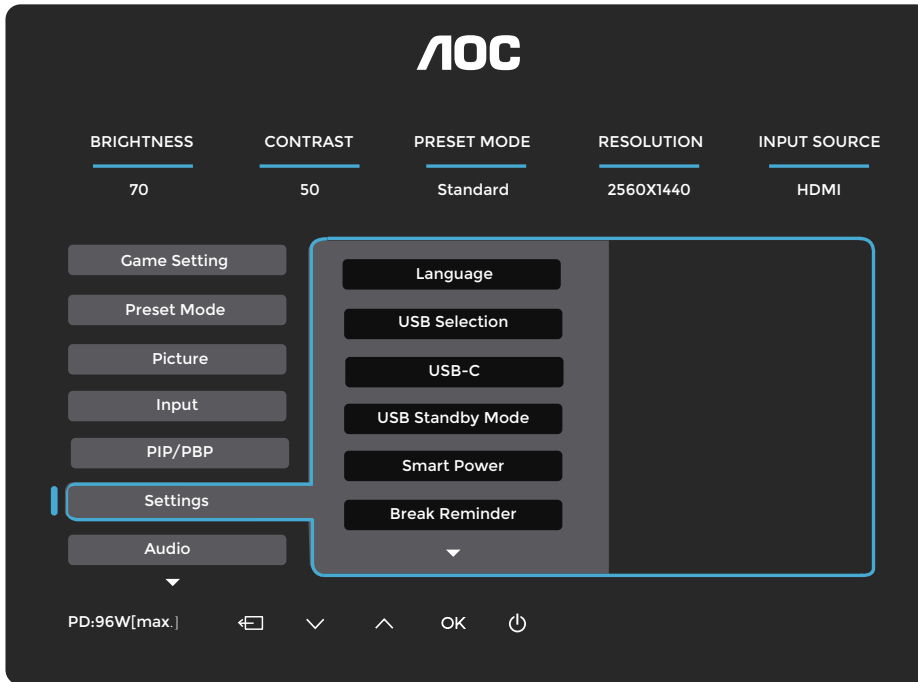 AOC
BRIGHTNESS CONTRAST PRESET MODE RESOLUTION INPUT SOURCE
70 50 Standard 2560X1440 HDMI
Game Setting
Preset Mode
Picture
Input
PIP/PBP
Settings
Audio
Language
USB Selection
USB-C
USB Standby Mode
Smart Power
Break Reminder
PD:96W[max.] OK